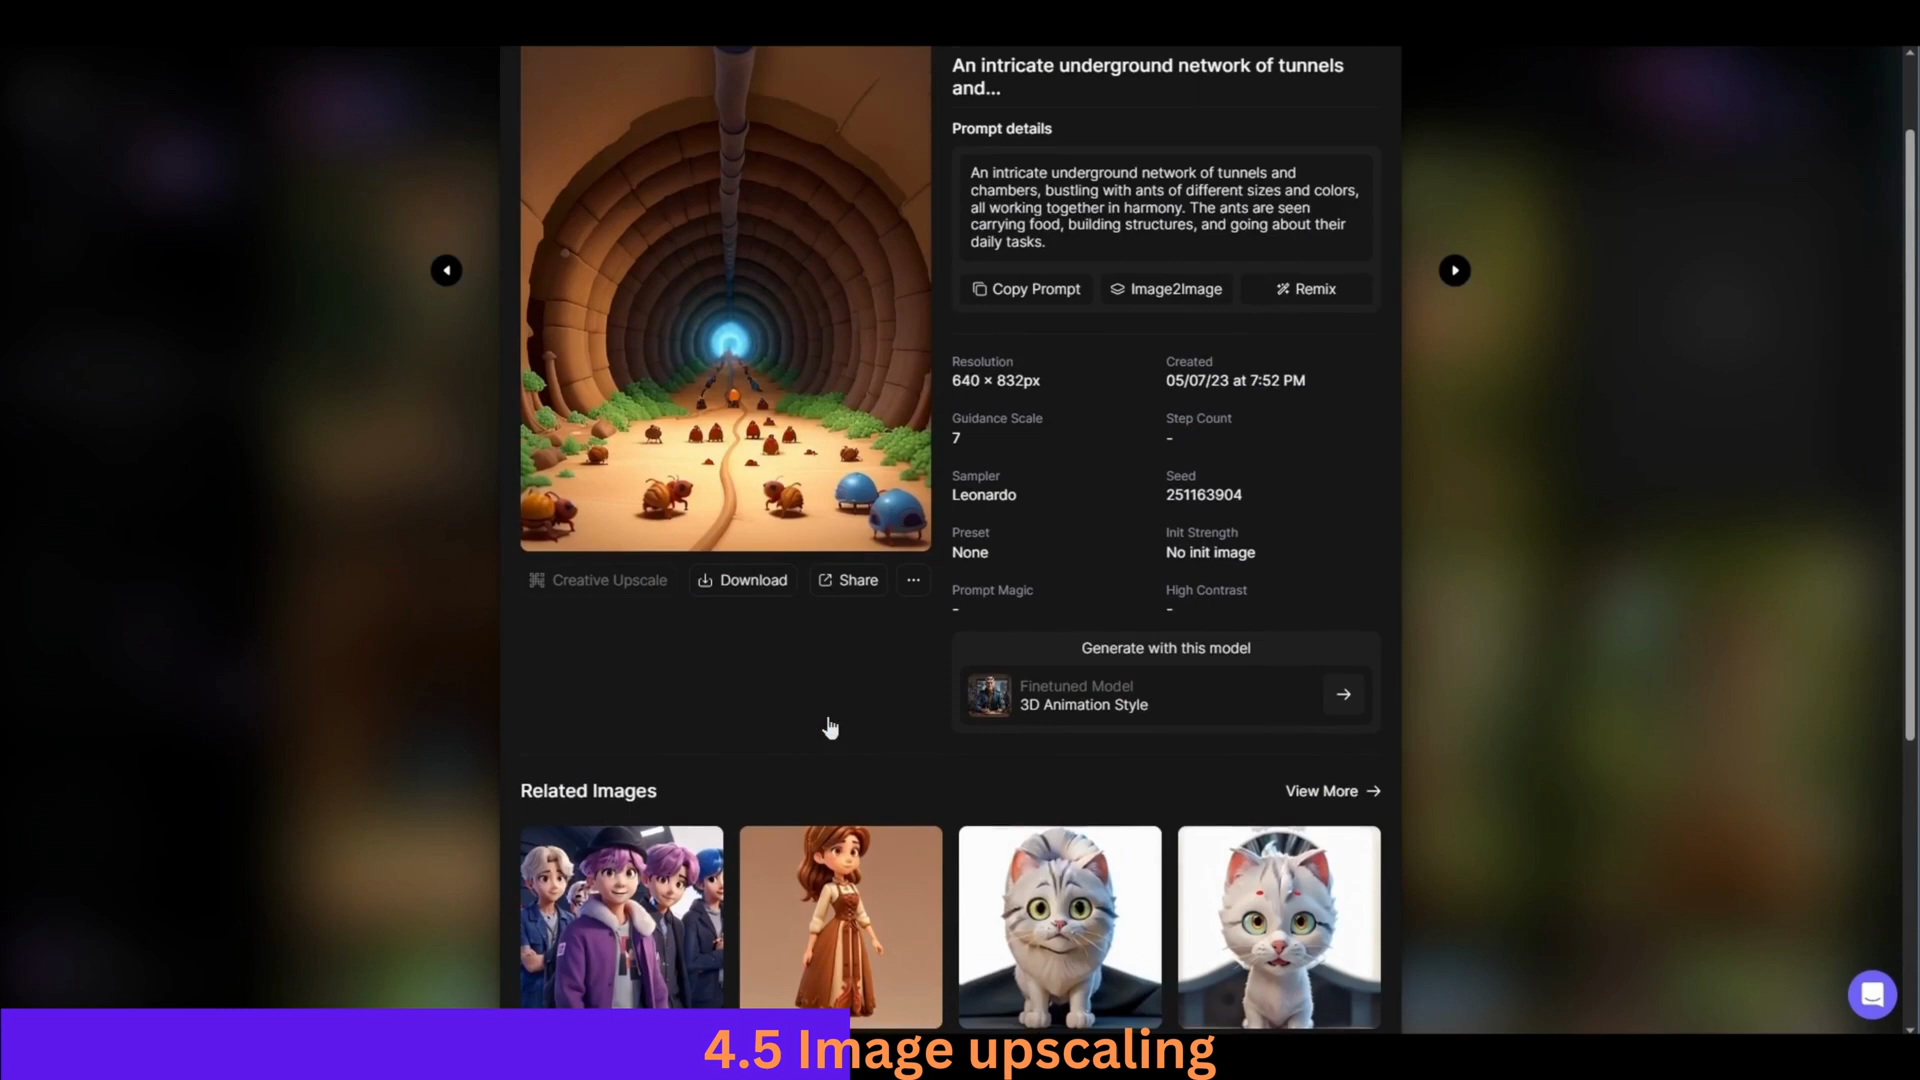 An intricate underground network of tunnels
and...
Prompt details
An intricate underground network of tunnels and
chambers, bustling with ants of different sizes and colors,
all working together in harmony. The ants are seen
carrying food, building structures, and going about their
daily tasks.
Copy Prompt Image2Image Remix
Resolution Created
640 × 832px 05/07/23 at 7:52 PM
Guidance Scale Step Count
7 -
Sampler Seed
Leonardo 251163904
Preset Init Strength
None No init image
Creative Upscale Download Share ...
Prompt Magic High Contrast
- -
Generate with this model
Finetuned Model
3D Animation Style
Related Images View More
4.5 Image upscaling